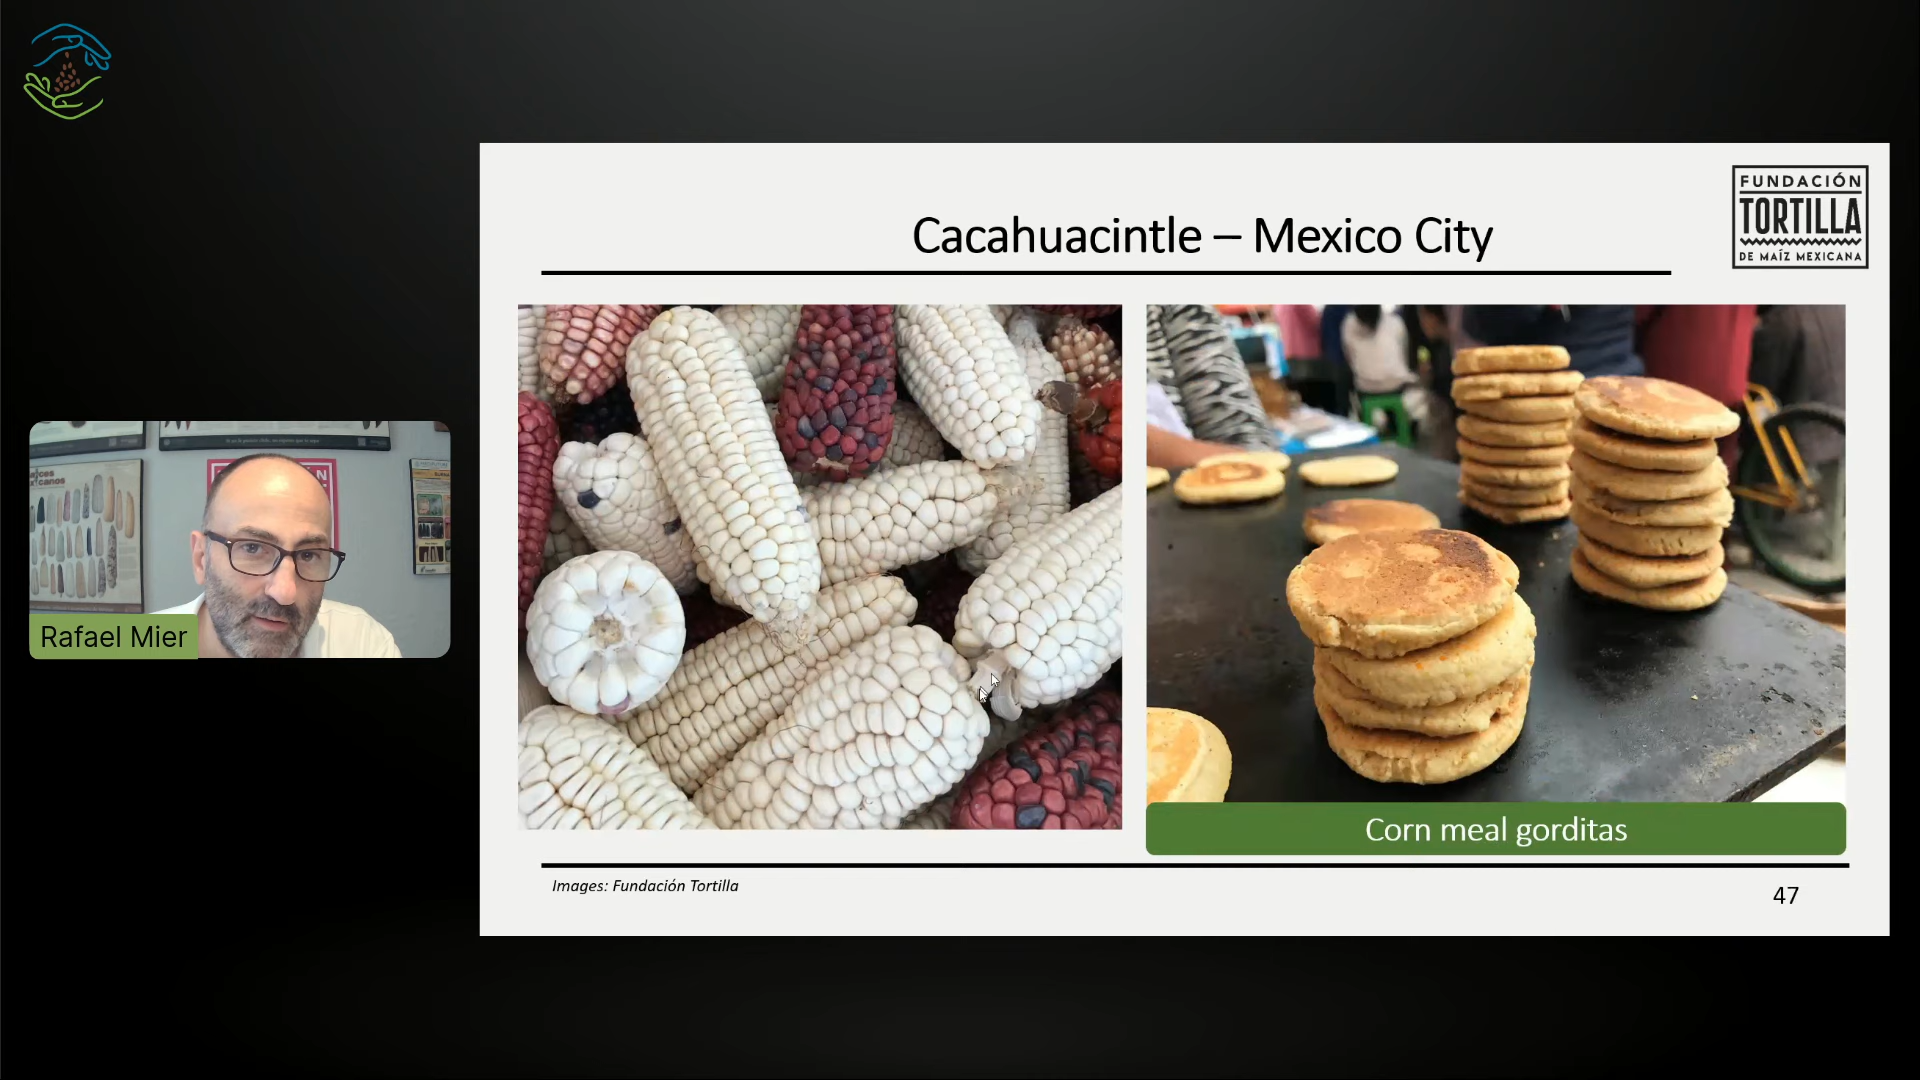 Cacahuacintle – Mexico City
FUNDACIÓN
TORTILLA
DE MAÍZ MEXICANA
Rafael Mier
Corn meal gorditas
Images: Fundación Tortilla
47